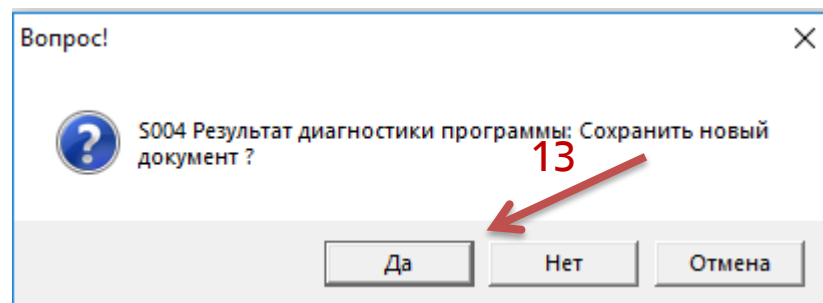 Вопрос!
S004 Результат диагностики программы: Сохранить новый
документ ?
13
Да
Нет
Отмена